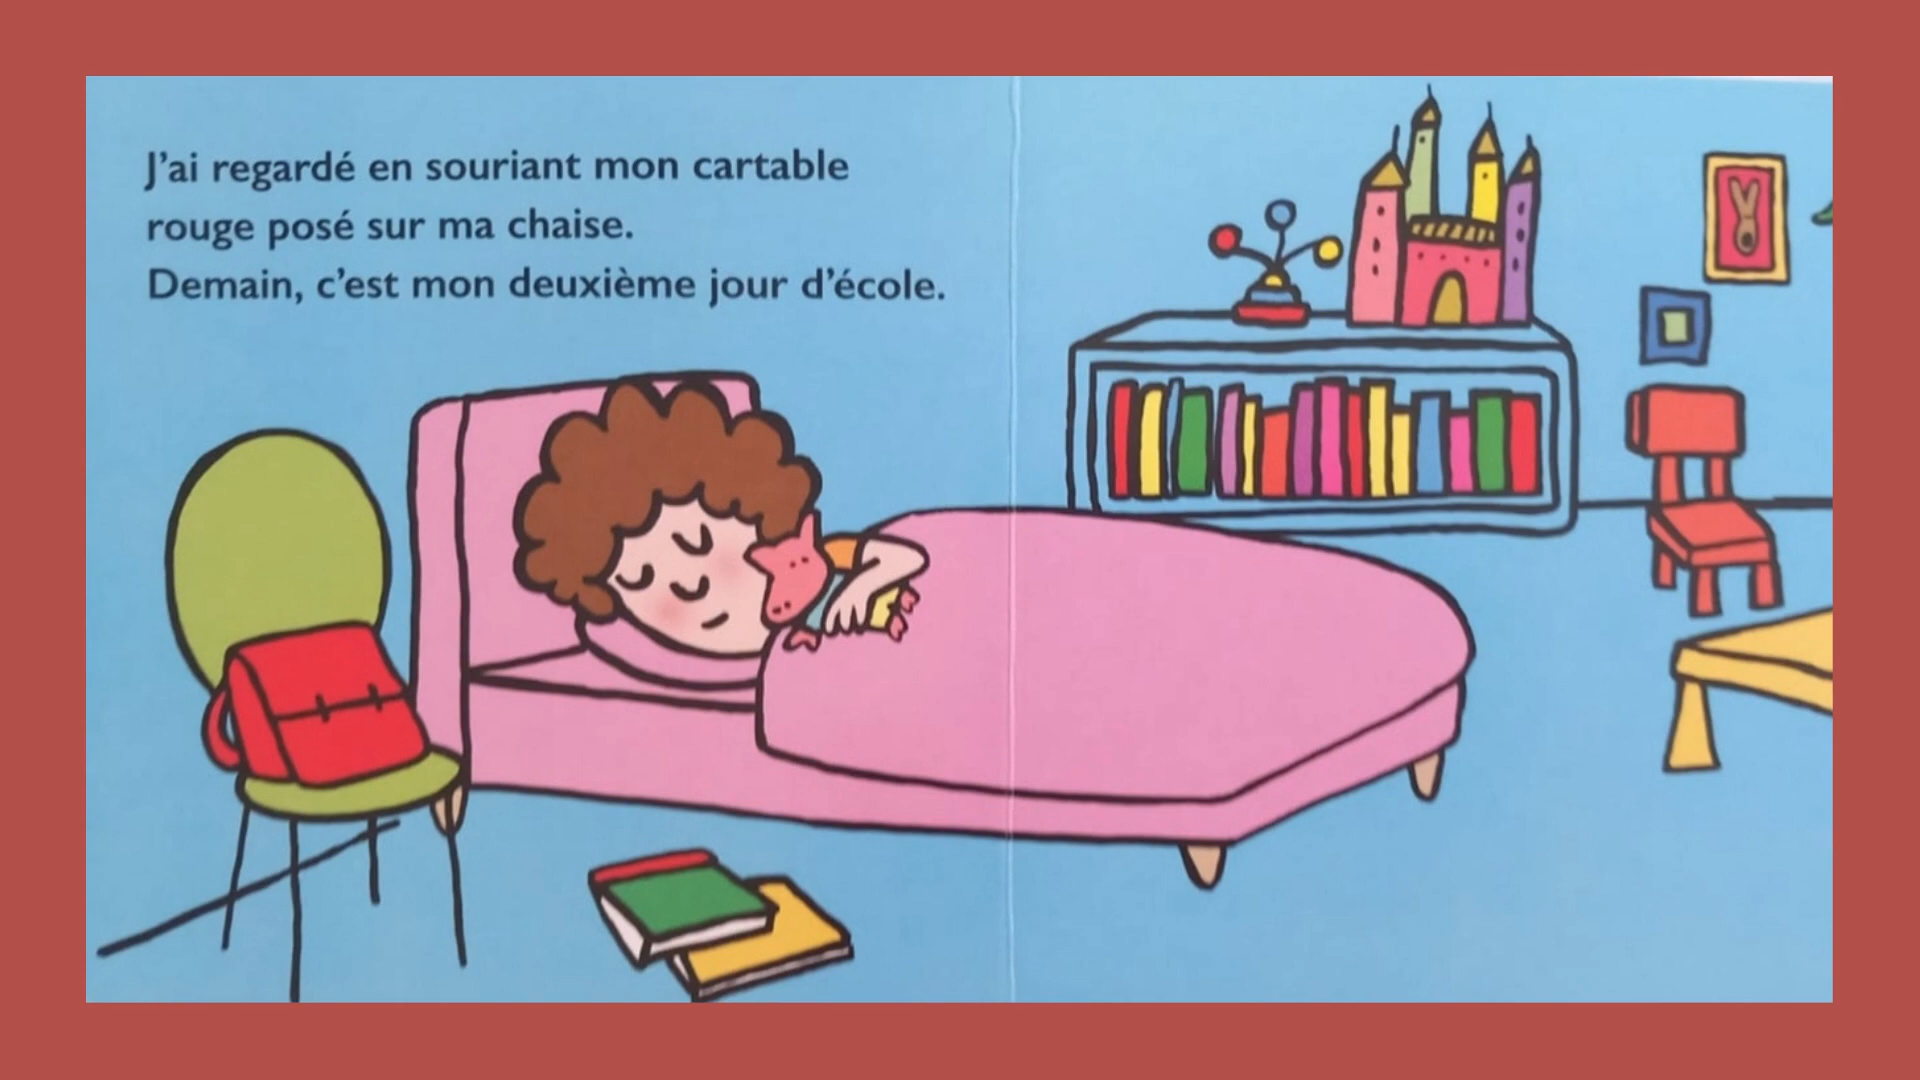 J'ai regardé en souriant mon cartable
rouge posé sur ma chaise.
Demain, c'est mon deuxième jour d'école.